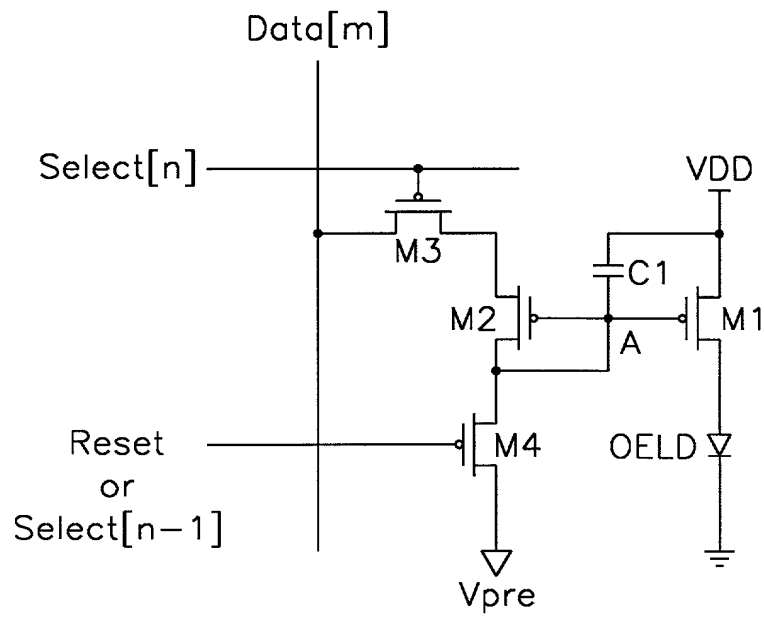 Data[m]
Select[n]
VDD
M3
C1
M2
M1
A
Reset
or
Select[n-1]
M4
OELD
Vpre